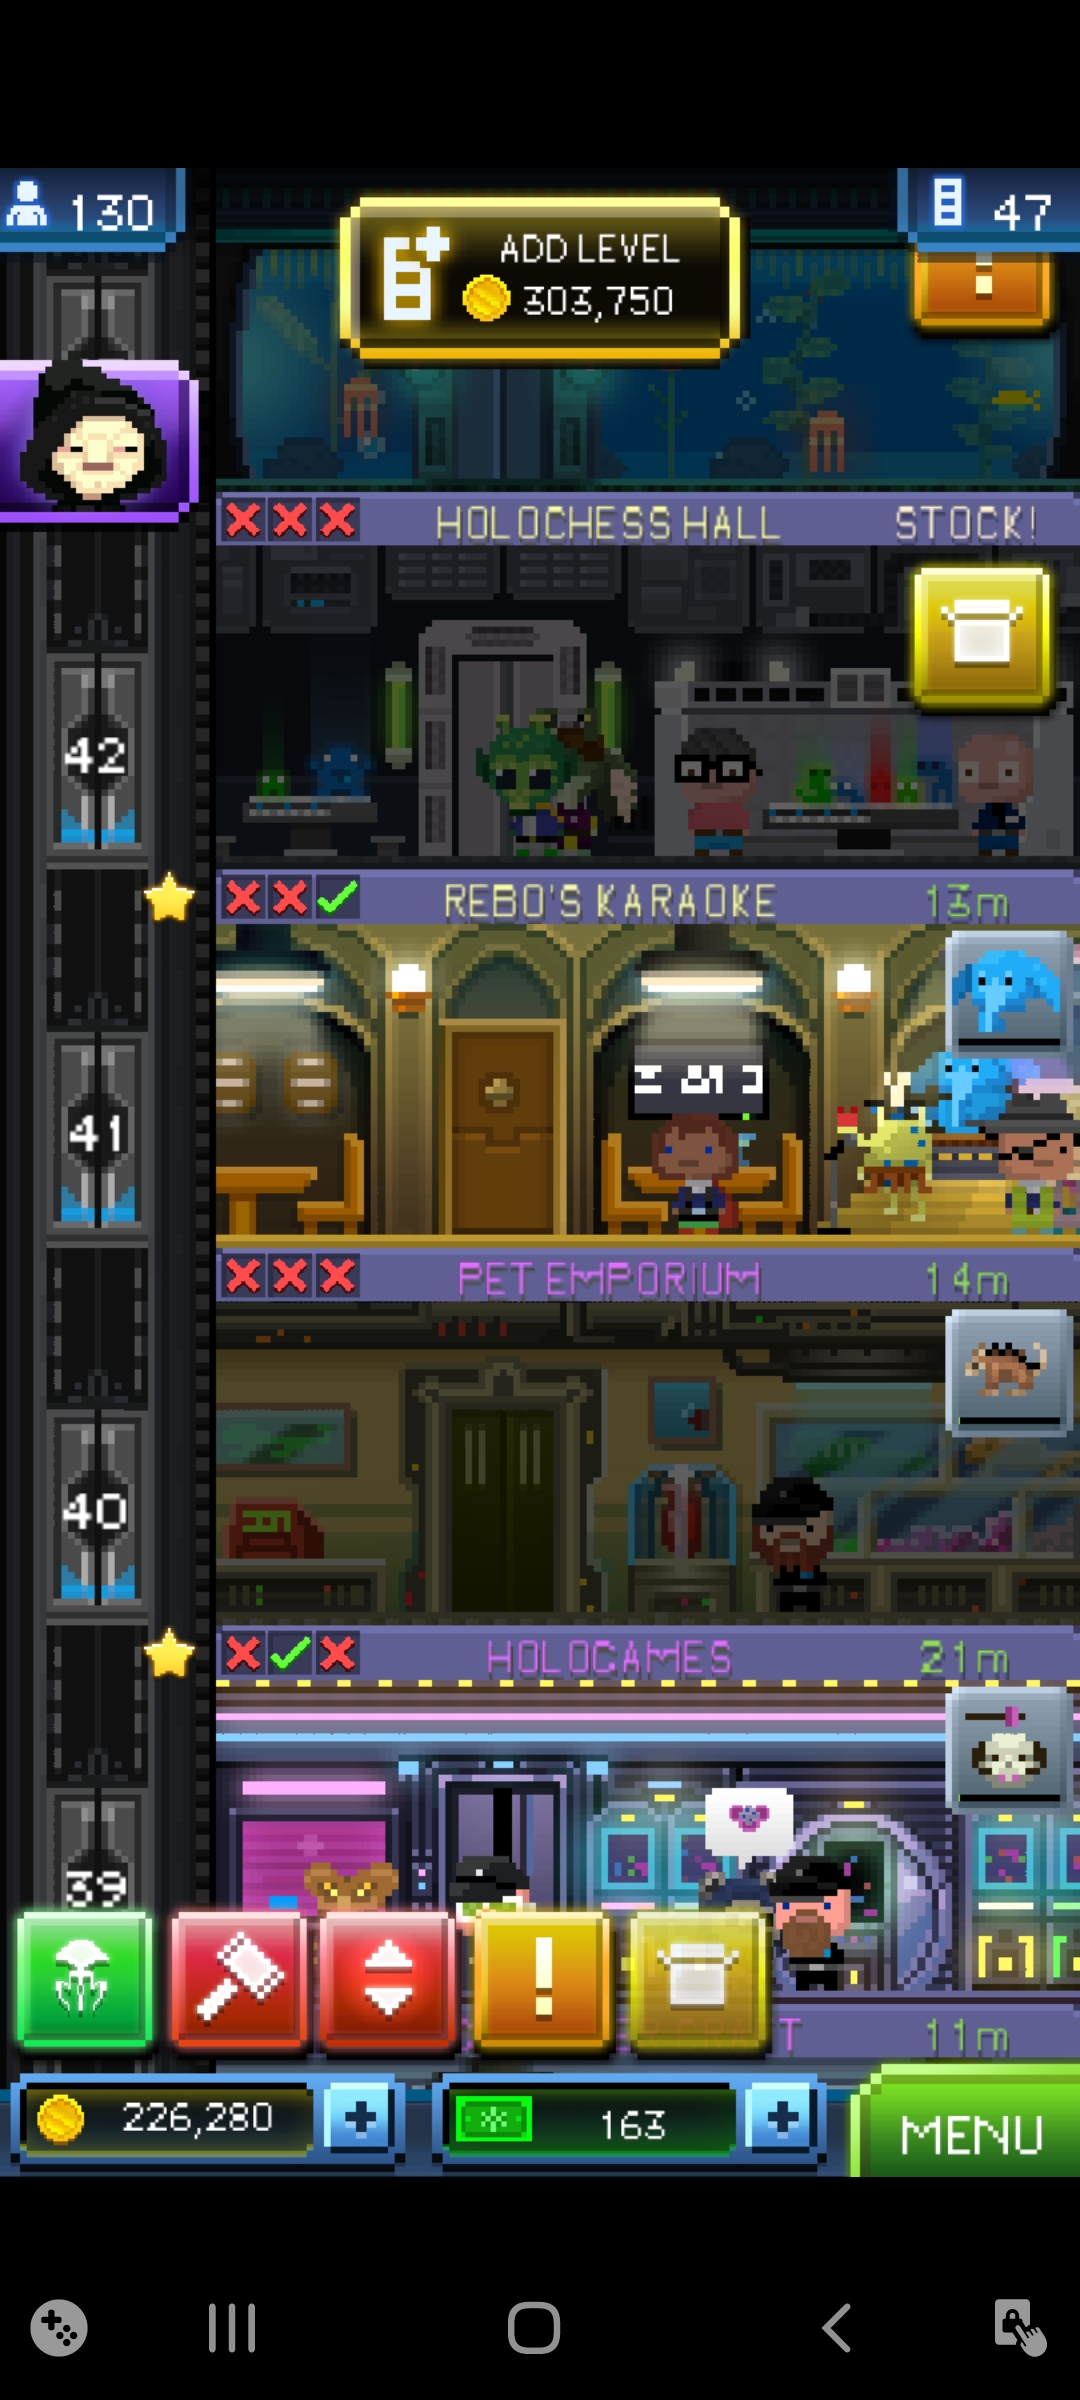 130
ADD LEVEL
303,750
47
HOLOCHESS HALL
STOCK!
42
REBO'S KARAOKE
13m
41
PET EMPORIUM
14m
40
HOLOGAMES
21m
39
11m
226,280
163
MENU